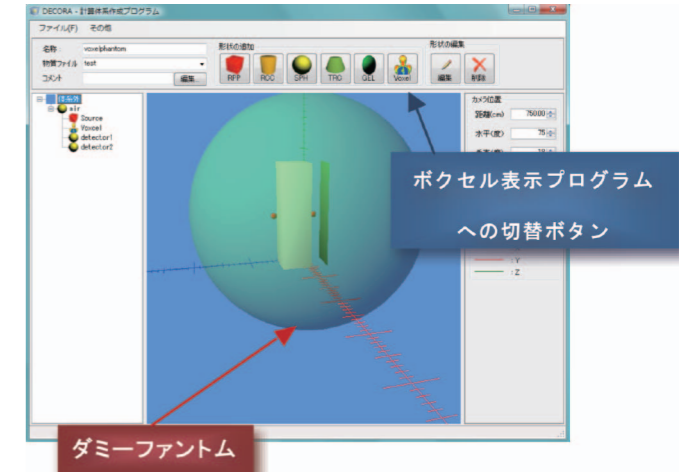 DECORA - 計算体系作成プログラム
ファイル(F) その他
名称 voxelphantom
物質ファイル test
コメント 編集
形状の追加
RPP RCC SPH TRC GLL Voxel
形状の編集
編集 削除
体系
air
Source
Voxel
detector1
detector2
カメラ位置
距離(cm) 750.00
水平(度) 75
ボクセル表示プログラム
への切替ボタン
: Y
: Z
ダミーファントム